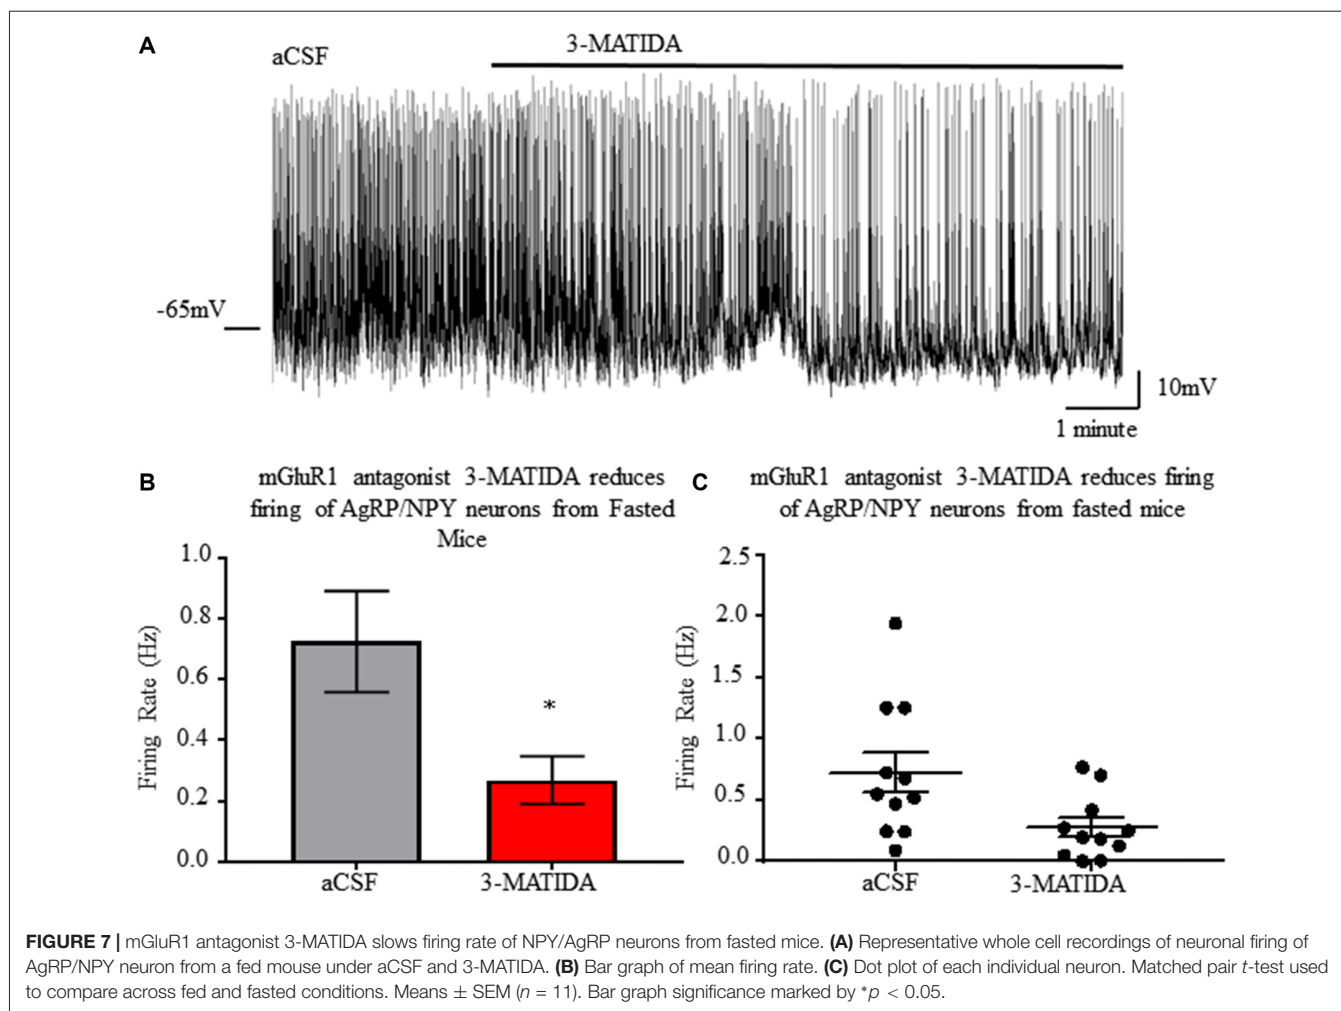 A
aCSF
3-MATIDA
-65mV
10mV
1 minute
B
mGluR1 antagonist 3-MATIDA reduces
firing of AgRP/NPY neurons from Fasted
Mice
Firing Rate (Hz)
1.0
0.8
0.6
0.4
0.2
0.0
*
aCSF
3-MATIDA
C
mGluR1 antagonist 3-MATIDA reduces firing
of AgRP/NPY neurons from fasted mice
Firing Rate (Hz)
2.5
2.0
1.5
1.0
0.5
0.0
aCSF
3-MATIDA
FIGURE 7 | mGluR1 antagonist 3-MATIDA slows firing rate of NPY/AgRP neurons from fasted mice. (A) Representative whole cell recordings of neuronal firing of
AgRP/NPY neuron from a fed mouse under aCSF and 3-MATIDA. (B) Bar graph of mean firing rate. (C) Dot plot of each individual neuron. Matched pair t-test used
to compare across fed and fasted conditions. Means ± SEM (n = 11). Bar graph significance marked by *p < 0.05.